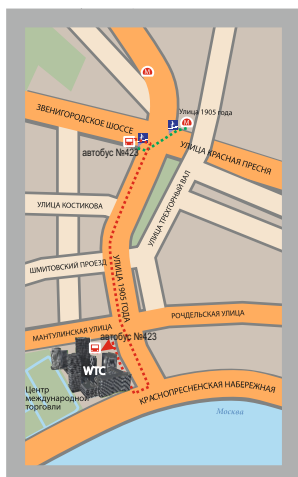 М
Улица 1905 года
М
ЗВЕНИГОРОДСКОЕ ШОССЕ
автобус №423
УЛИЦА КРАСНАЯ ПРЕСНЯ
УЛИЦА ТРЕХГОРНЫЙ ВАЛ
УЛИЦА КОСТИКОВА
ШМИТОВСКИЙ ПРОЕЗД
УЛИЦА 1905 ГОДА
РОЧДЕЛЬСКАЯ УЛИЦА
МАНТУЛИНСКАЯ УЛИЦА
автобус №423
WTC
Центр
международной
торговли
КРАСНОПРЕСНЕНСКАЯ НАБЕРЕЖНАЯ
Москва